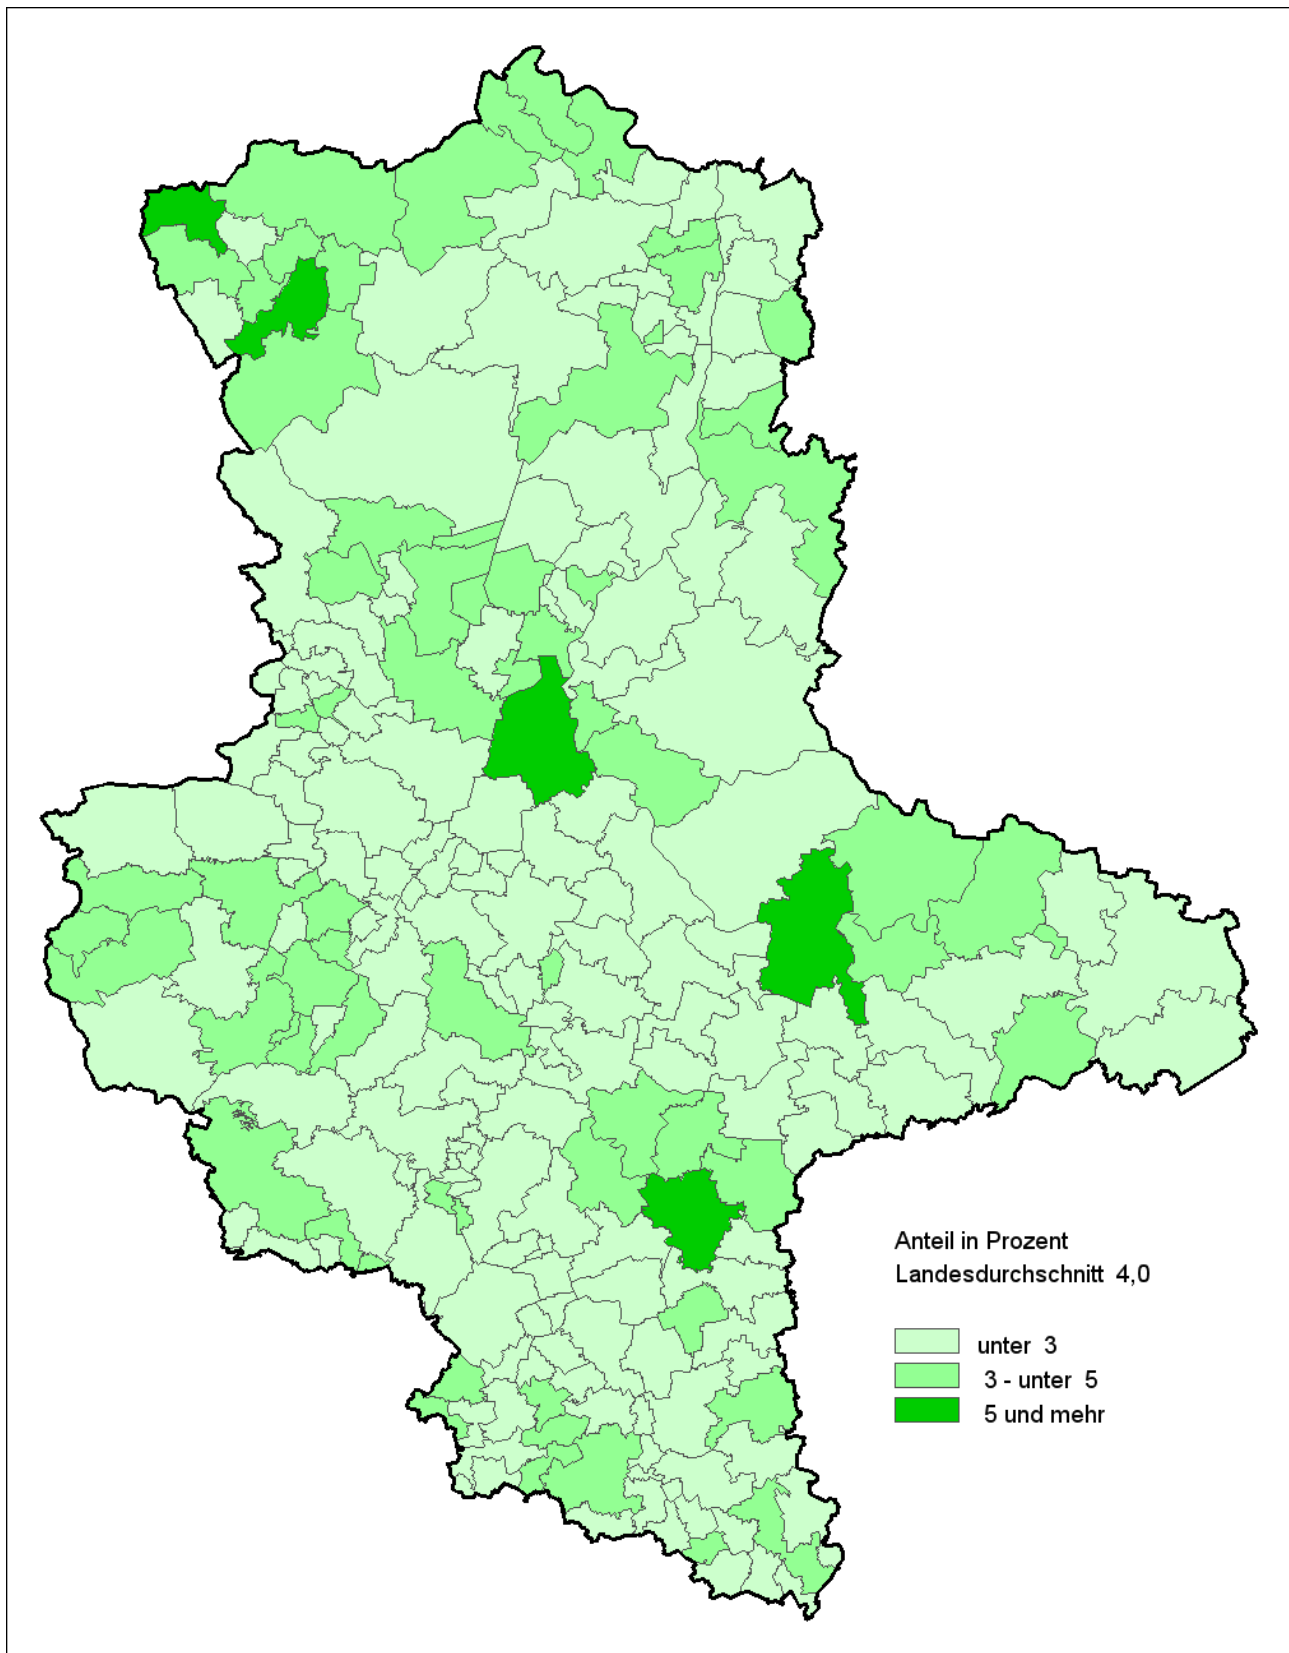 Anteil in Prozent
Landesdurchschnitt 4,0
unter 3
3 - unter 5
5 und mehr